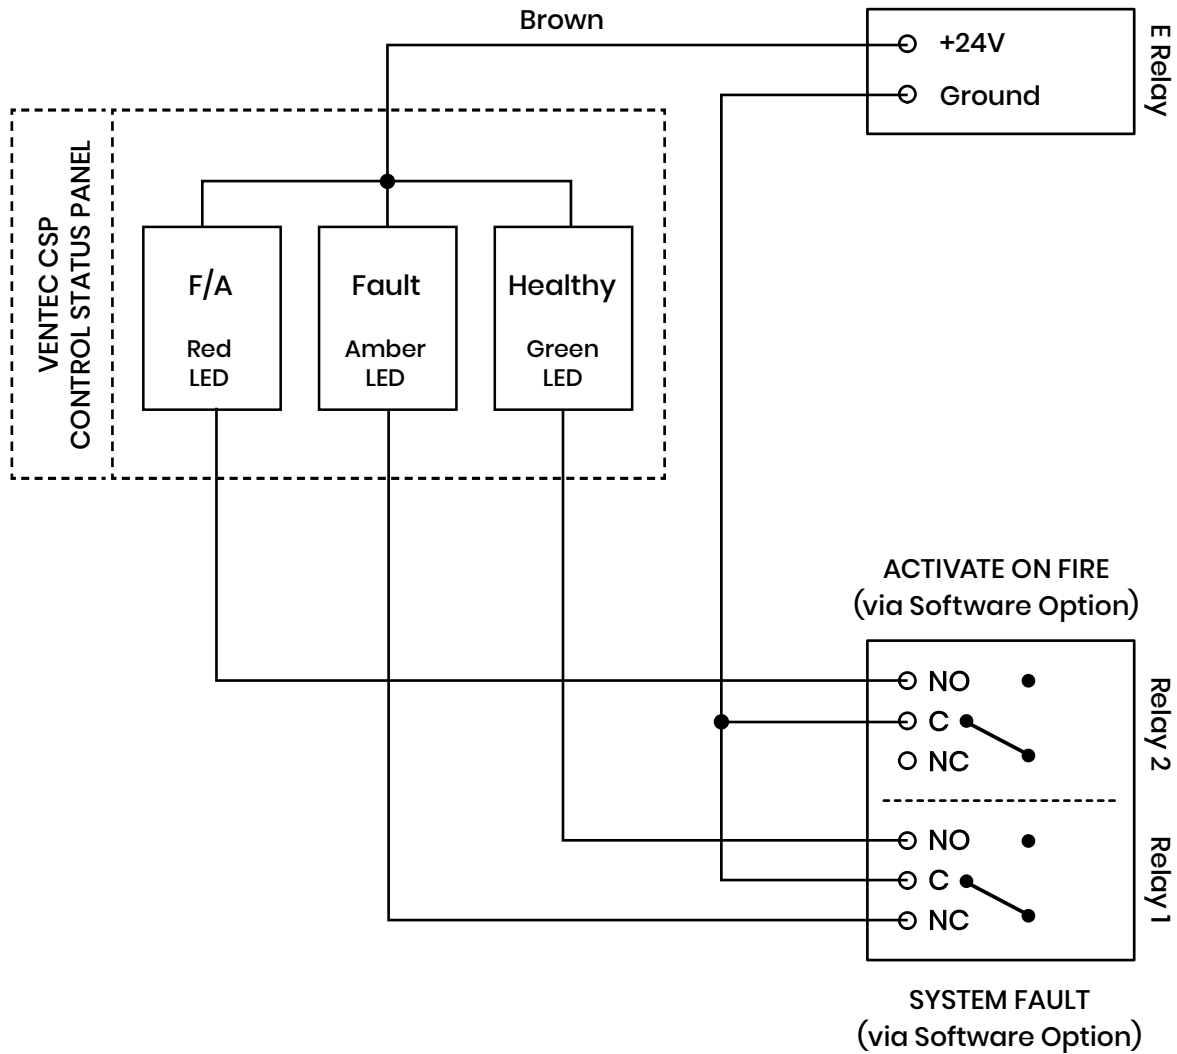 Brown
+24V
Ground
E Relay
VENTEC CSP
CONTROL STATUS PANEL
F/A
Red
LED
Fault
Amber
LED
Healthy
Green
LED
ACTIVATE ON FIRE
(via Software Option)
NO
C
NC
Relay 2
NO
C
NC
Relay 1
SYSTEM FAULT
(via Software Option)